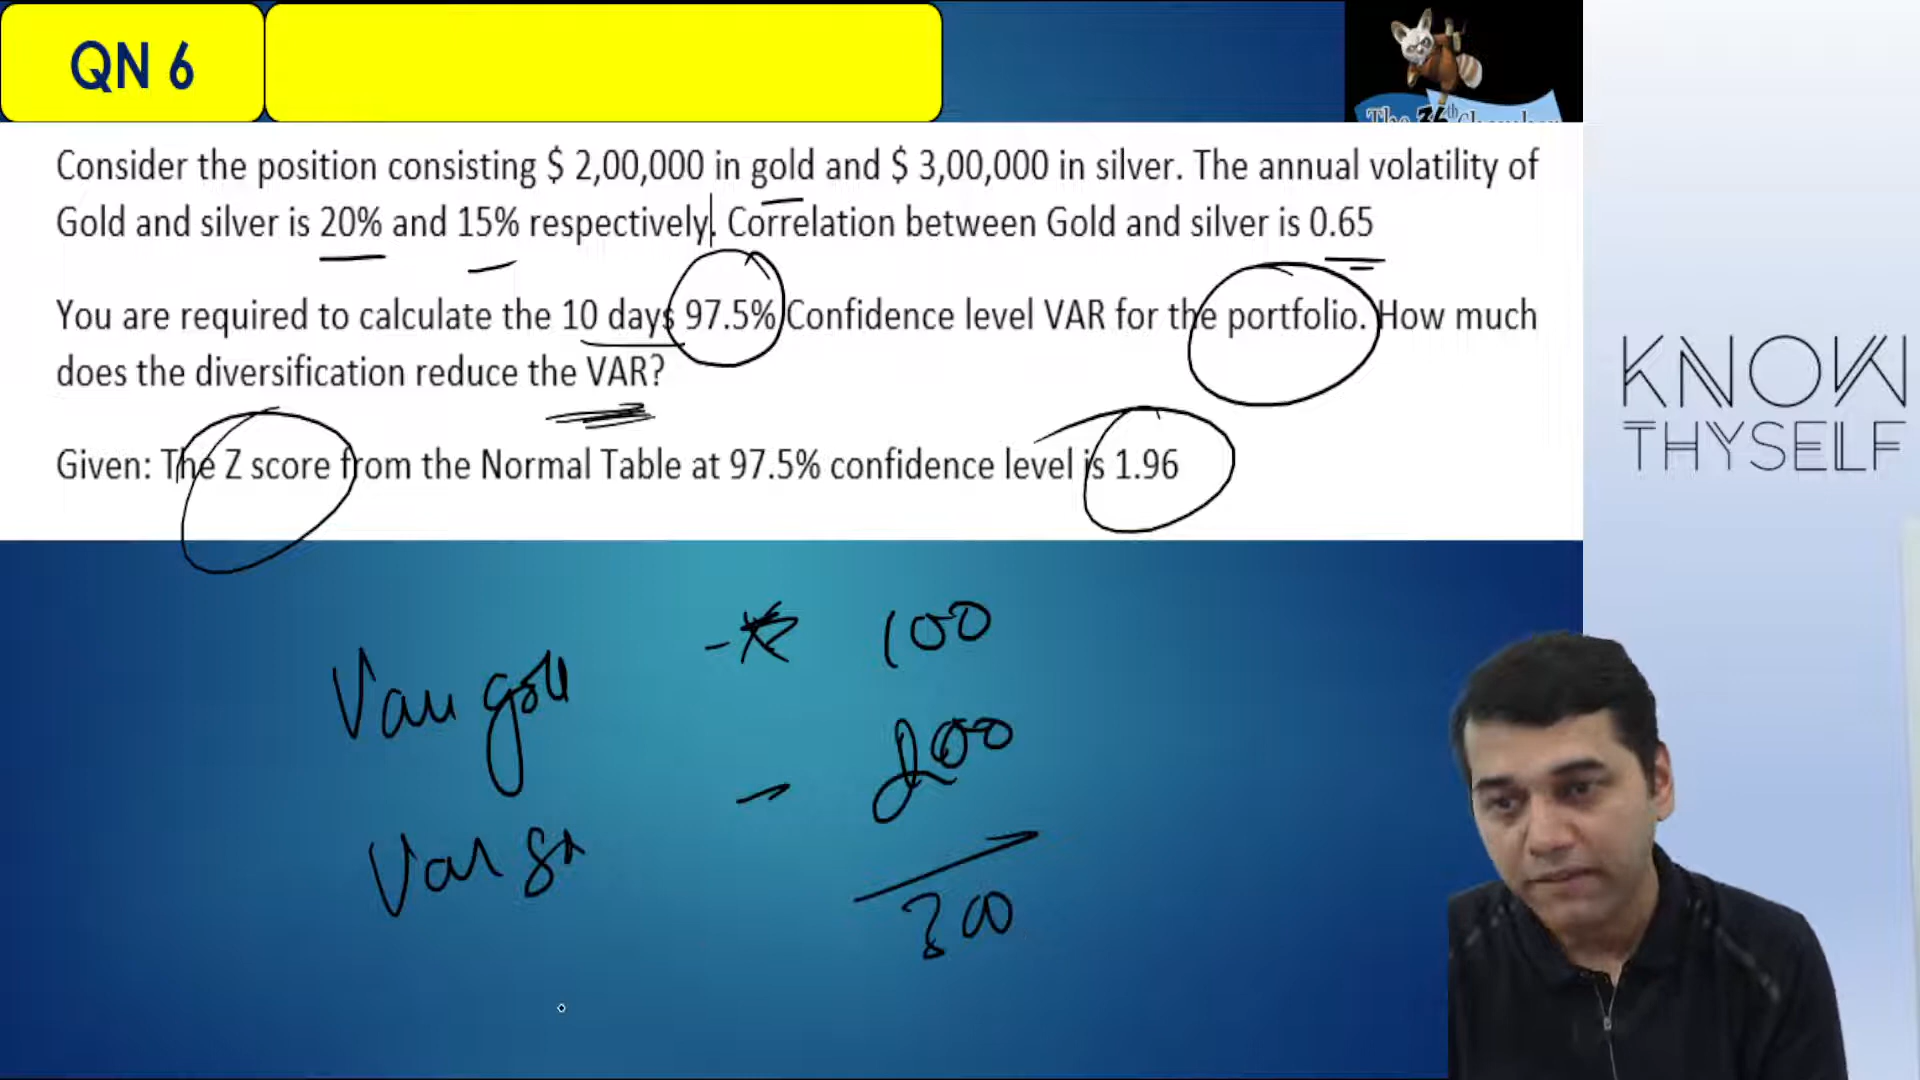 QN 6
The 36th Chamber
Consider the position consisting $ 2,00,000 in gold and $ 3,00,000 in silver. The annual volatility of
Gold and silver is 20% and 15% respectively. Correlation between Gold and silver is 0.65
You are required to calculate the 10 days 97.5% Confidence level VAR for the portfolio. How much
does the diversification reduce the VAR?
Given: The Z score from the Normal Table at 97.5% confidence level is 1.96
KNOW
THYSELF
100
Var gold
200
Var
300